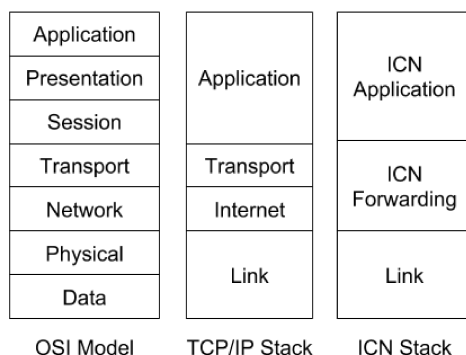 Application
Presentation
Session
Transport
Network
Physical
Data
OSI Model
Application
Transport
Internet
Link
TCP/IP Stack
ICN
Application
ICN
Forwarding
Link
ICN Stack